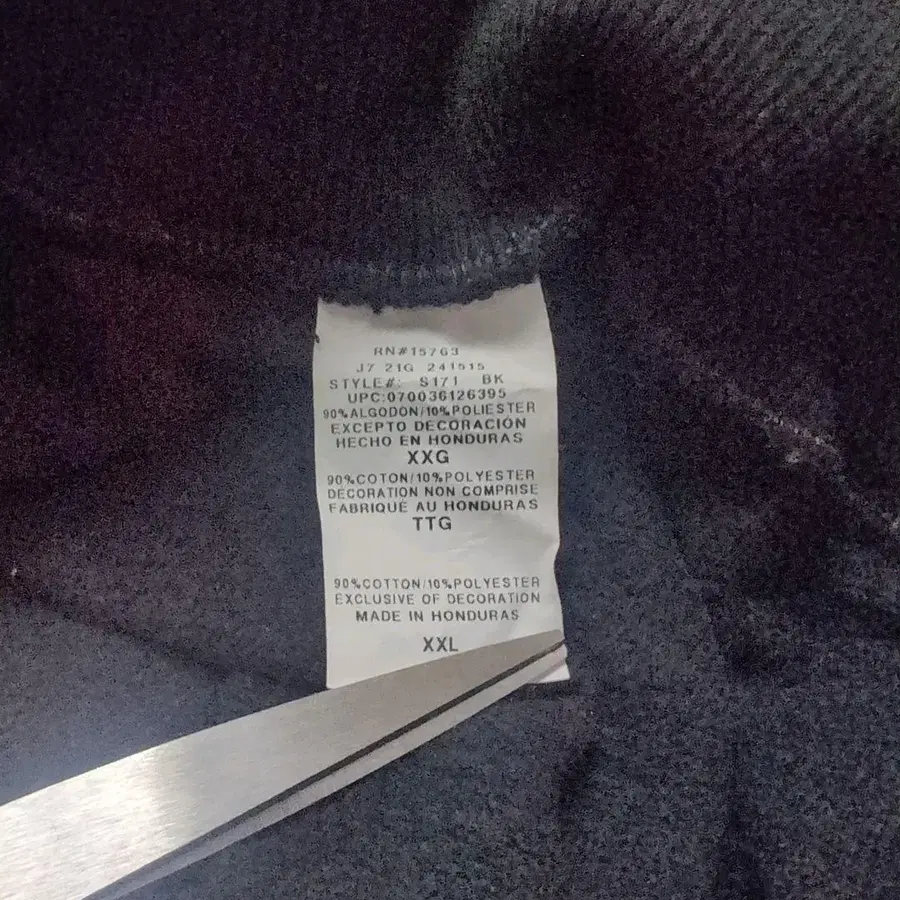 RN#15763
J7 21G 241515
STYLE#: S171 BK
UPC:070036126395
90%ALGODON/10%POLIESTER
EXCEPTO DECORACIÓN
HECHO EN HONDURAS
XXG
90%COTON/10%POLYESTER
DÉCORATION NON COMPRISE
FABRIQUÉ AU HONDURAS
TTG
90%COTTON/10%POLYESTER
EXCLUSIVE OF DECORATION
MADE IN HONDURAS
XXL